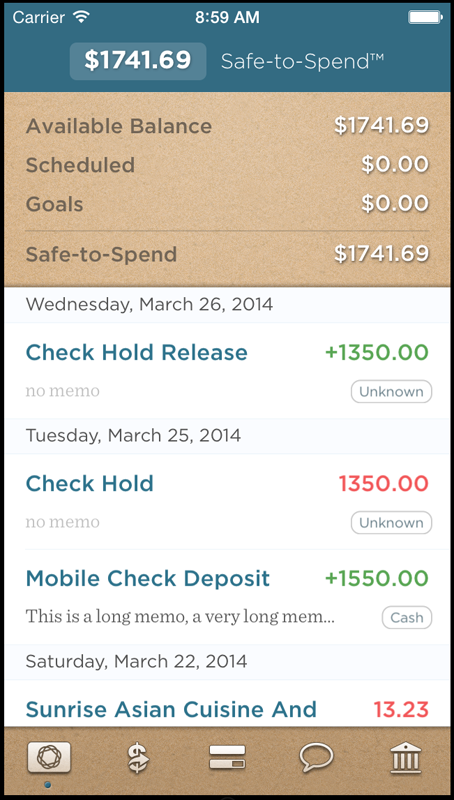 Carrier 8:59 AM
$1741.69 Safe-to-Spend™
Available Balance $1741.69
Scheduled $0.00
Goals $0.00
Safe-to-Spend $1741.69
Wednesday, March 26, 2014
Check Hold Release +1350.00
no memo Unknown
Tuesday, March 25, 2014
Check Hold 1350.00
no memo Unknown
Mobile Check Deposit +1550.00
This is a long memo, a very long mem... Cash
Saturday, March 22, 2014
Sunrise Asian Cuisine And 13.23